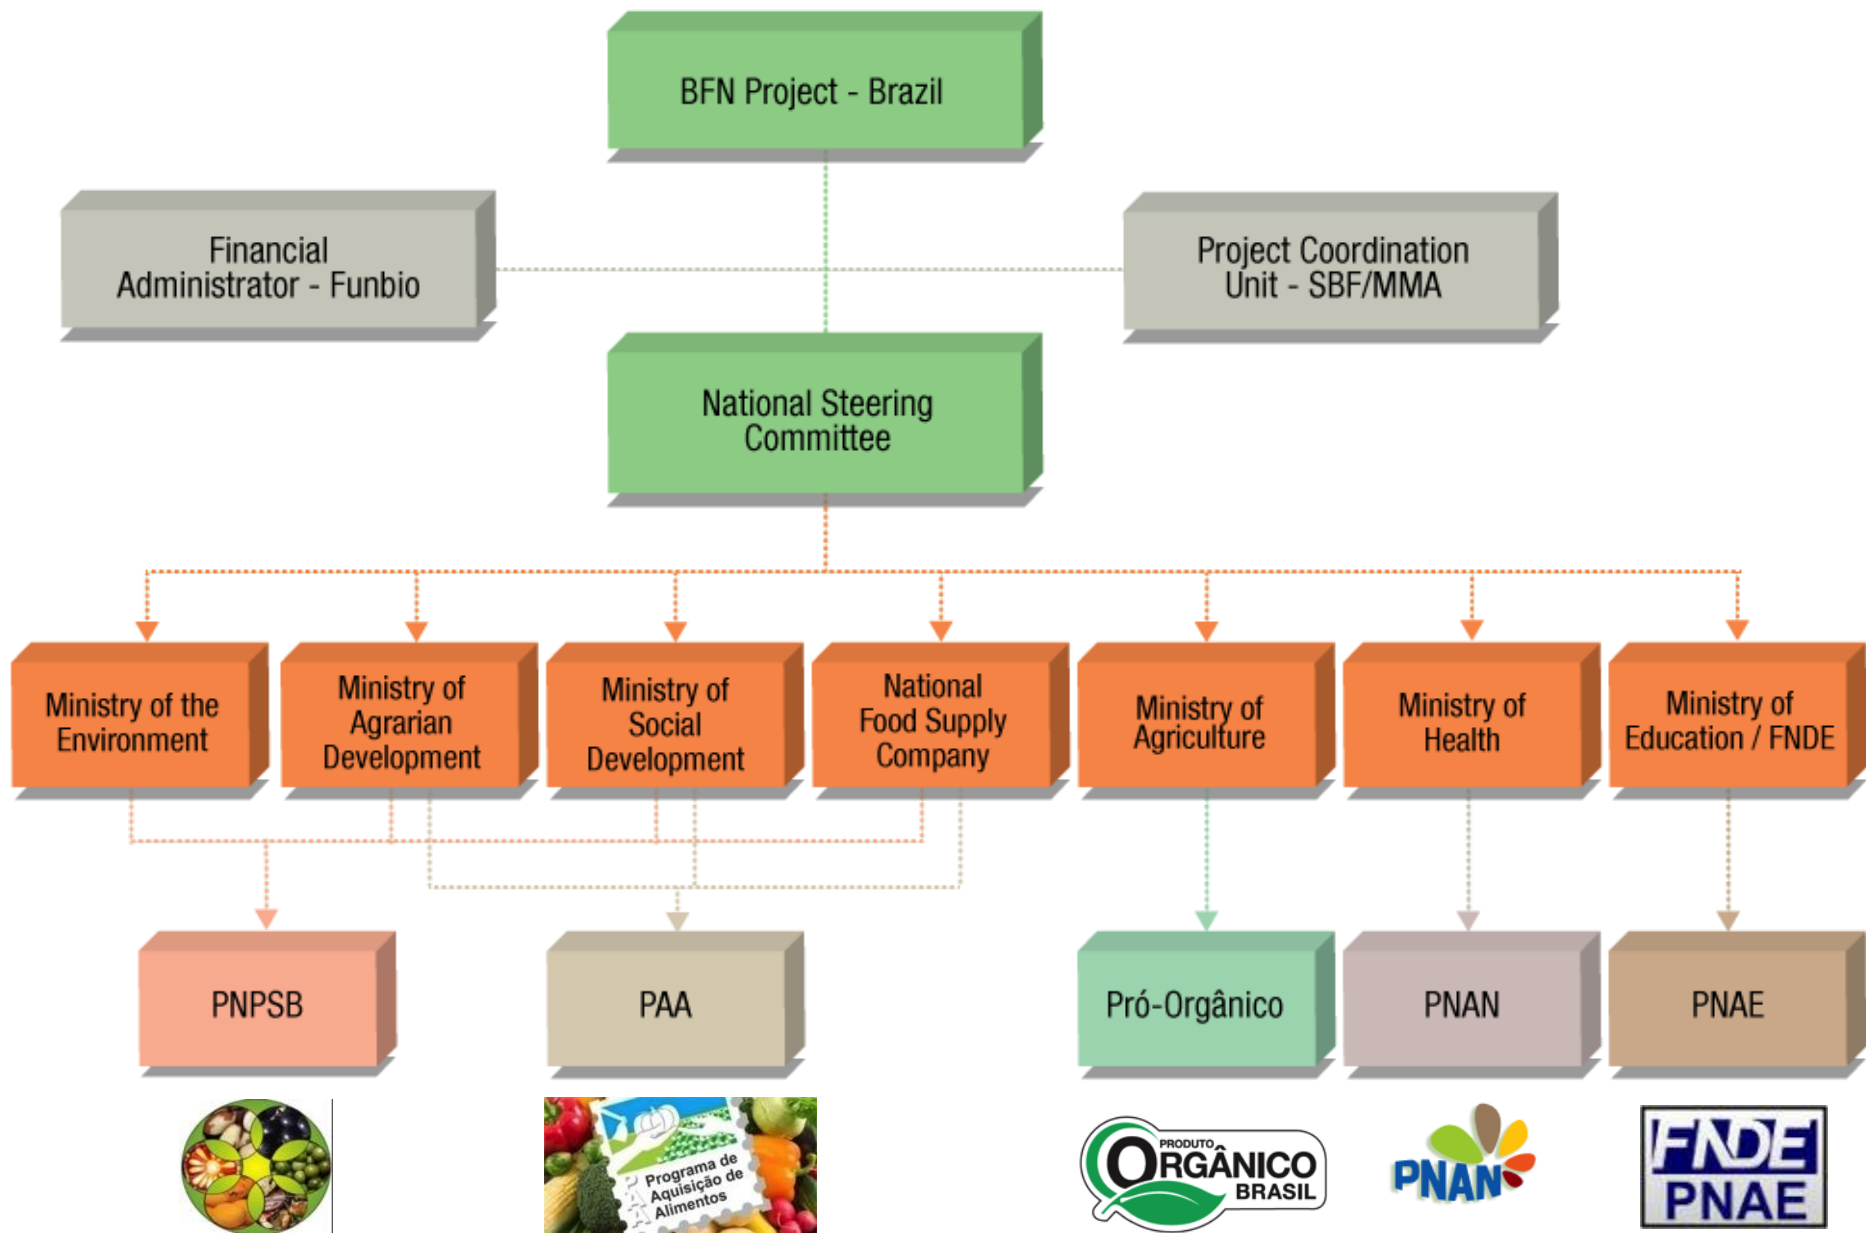 BFN Project - Brazil
Financial
Administrator - Funbio
Project Coordination
Unit - SBF/MMA
National Steering
Committee
Ministry of the
Environment
Ministry of
Agrarian
Development
Ministry of
Social
Development
National
Food Supply
Company
Ministry of
Agriculture
Ministry of
Health
Ministry of
Education / FNDE
PNPSB
PAA
Pró-Orgânico
PNAN
PNAE
Programa de
Aquisição de
Alimentos
PRODUTO
ORGÂNICO
BRASIL
PNAN
FNDE
PNAE